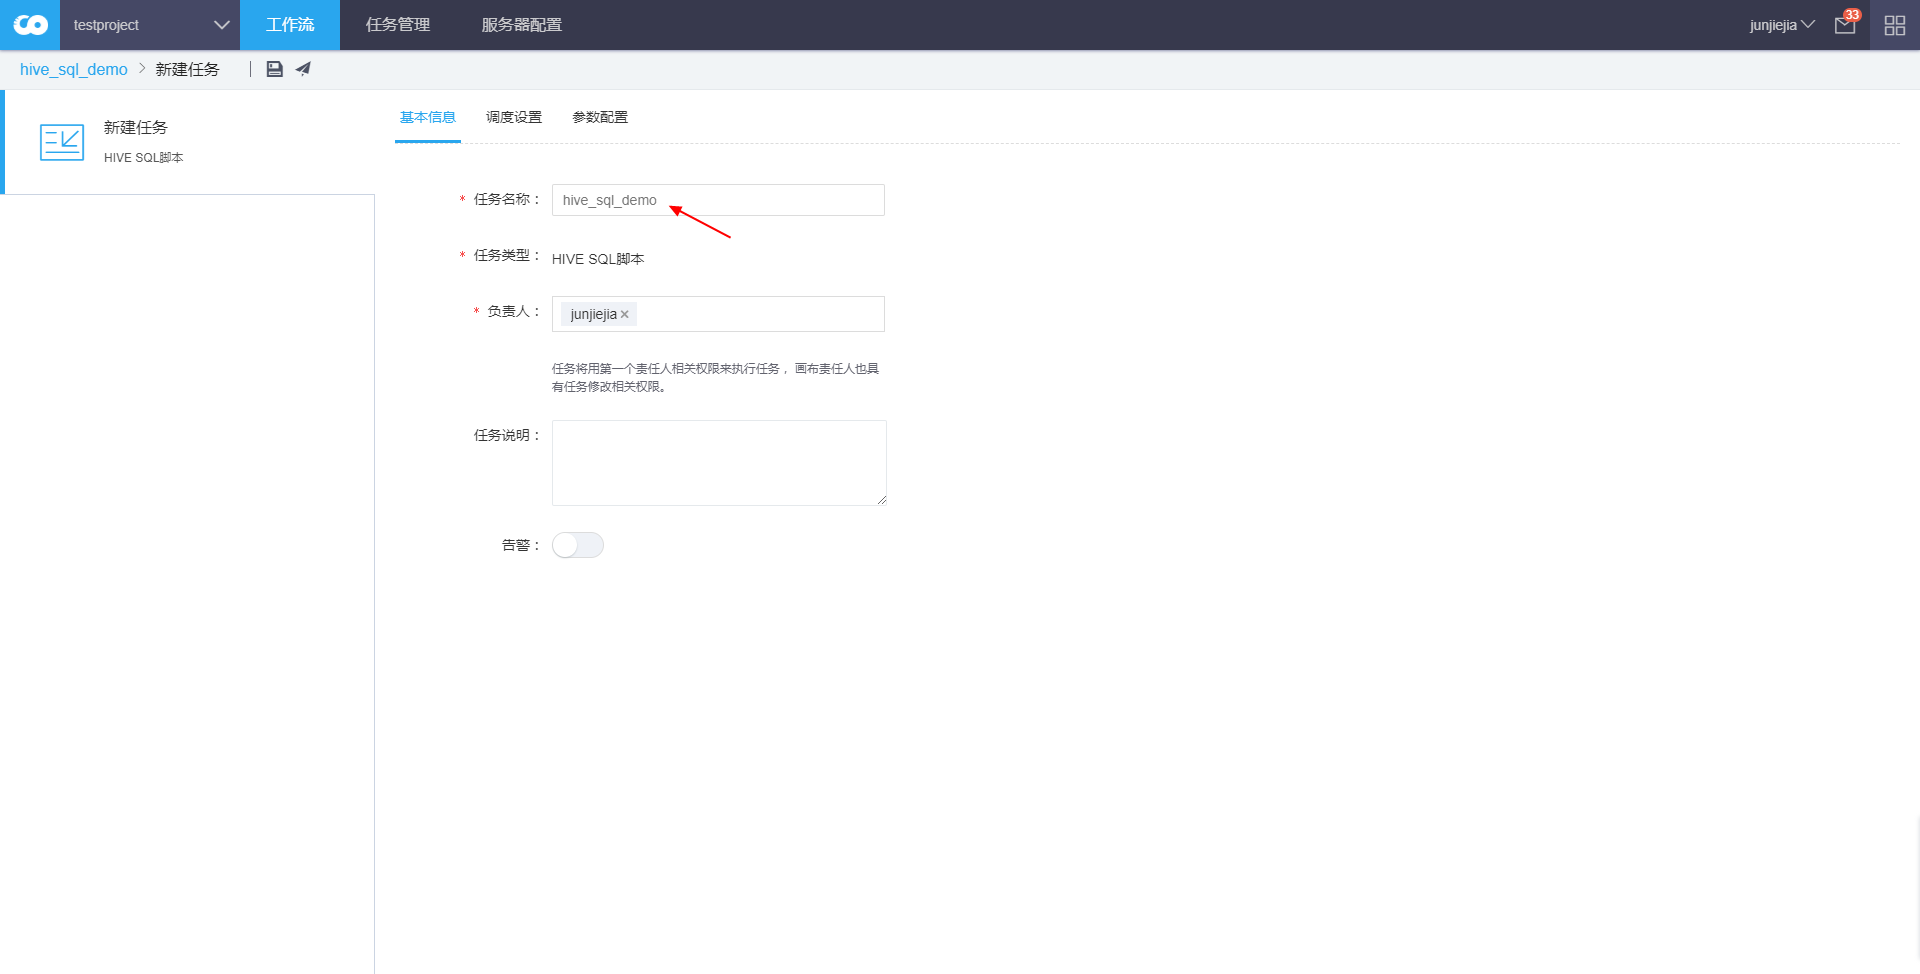 testproject
工作流
任务管理
服务器配置
junjiejia
33
hive_sql_demo > 新建任务
新建任务
HIVE SQL脚本
基本信息
调度设置
参数配置
* 任务名称：
hive_sql_demo
* 任务类型：
HIVE SQL脚本
* 负责人：
junjiejia ×
任务将用第一个责任人相关权限来执行任务，画布责任人也具
有任务修改相关权限。
任务说明：
告警：